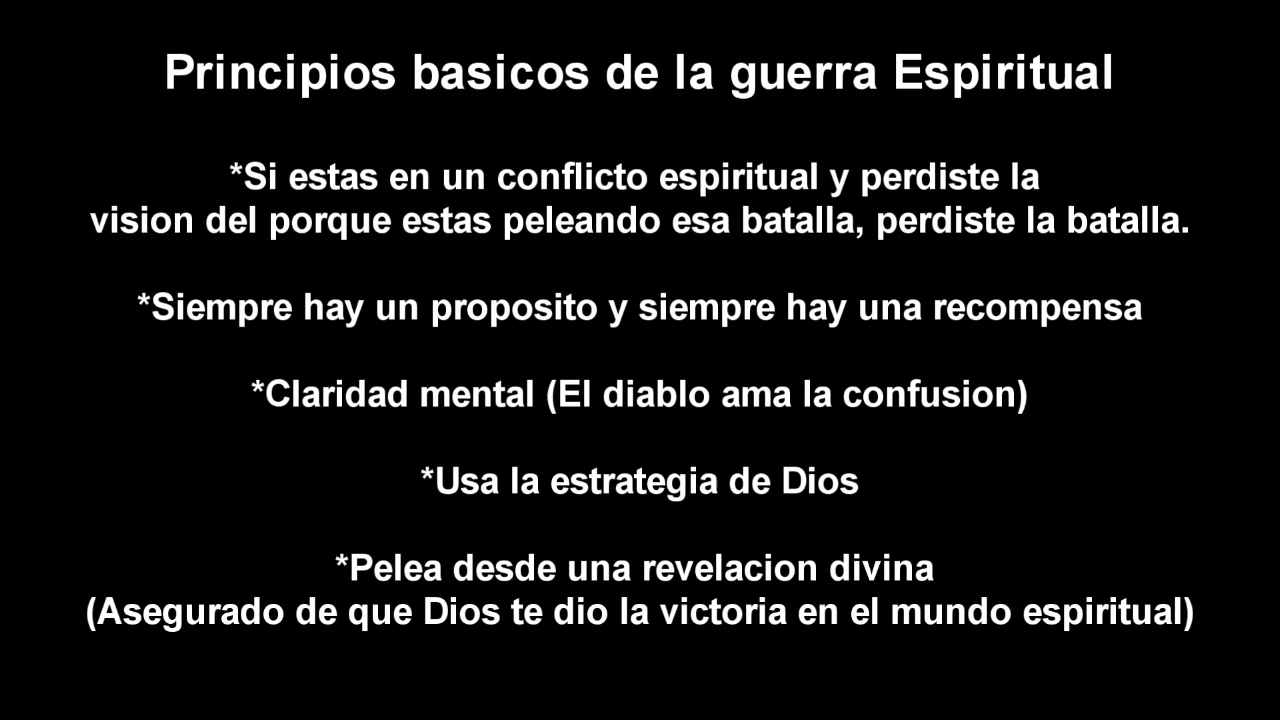 Principios basicos de la guerra Espiritual
*Si estas en un conflicto espiritual y perdiste la
vision del porque estas peleando esa batalla, perdiste la batalla.
*Siempre hay un proposito y siempre hay una recompensa
*Claridad mental (El diablo ama la confusion)
*Usa la estrategia de Dios
*Pelea desde una revelacion divina
(Asegurado de que Dios te dio la victoria en el mundo espiritual)